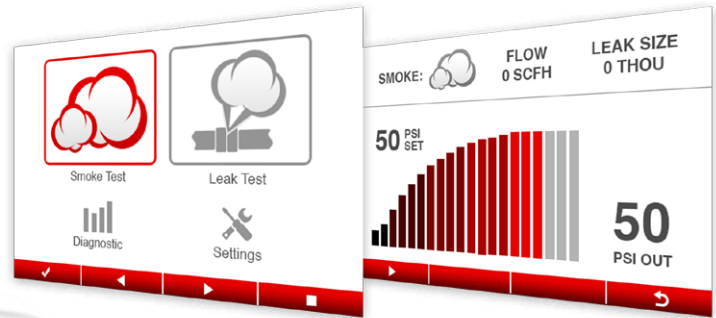 Smoke Test
Leak Test
Diagnostic
Settings
SMOKE:
FLOW
0 SCFH
LEAK SIZE
0 THOU
50 PSI SET
50
PSI OUT